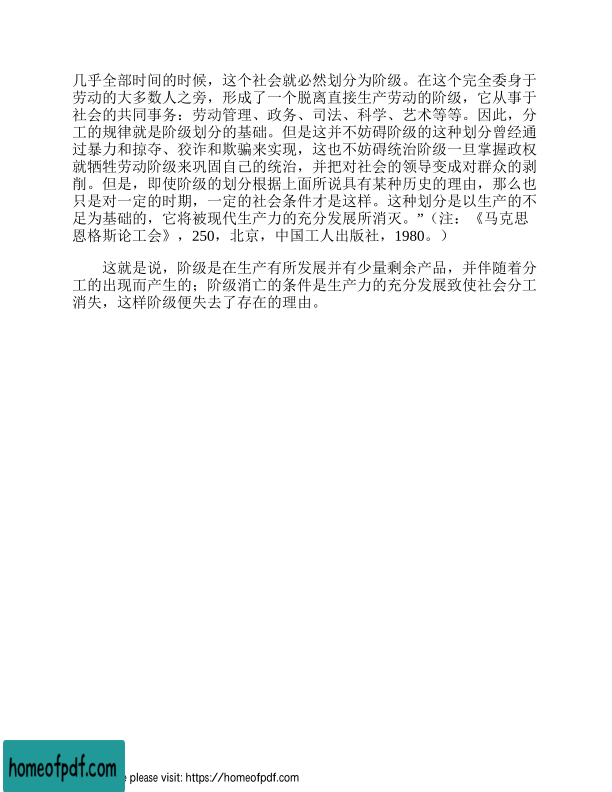 几乎全部时间的时候，这个社会就必然划分为阶级。在这个完全委身于
劳动的大多数人之旁，形成了一个脱离直接生产劳动的阶级，它从事于
社会的共同事务：劳动管理、政务、司法、科学、艺术等等。因此，分
工的规律就是阶级划分的基础。但是这并不妨碍阶级的这种划分曾经通
过暴力和掠夺、狡诈和欺骗来实现，这也不妨碍统治阶级一旦掌握政权
就牺牲劳动阶级来巩固自己的统治，并把对社会的领导变成对群众的剥
削。但是，即使阶级的划分根据上面所说具有某种历史的理由，那么也
只是对一定的时期，一定的社会条件才是这样。这种划分是以生产的不
足为基础的，它将被现代生产力的充分发展所消灭。”（注：《马克思
恩格斯论工会》，250，北京，中国工人出版社，1980。）
这就是说，阶级是在生产有所发展并有少量剩余产品，并伴随着分
工的出现而产生的；阶级消亡的条件是生产力的充分发展致使社会分工
消失，这样阶级便失去了存在的理由。
homeofpdf.com
please visit: https://homeofpdf.com